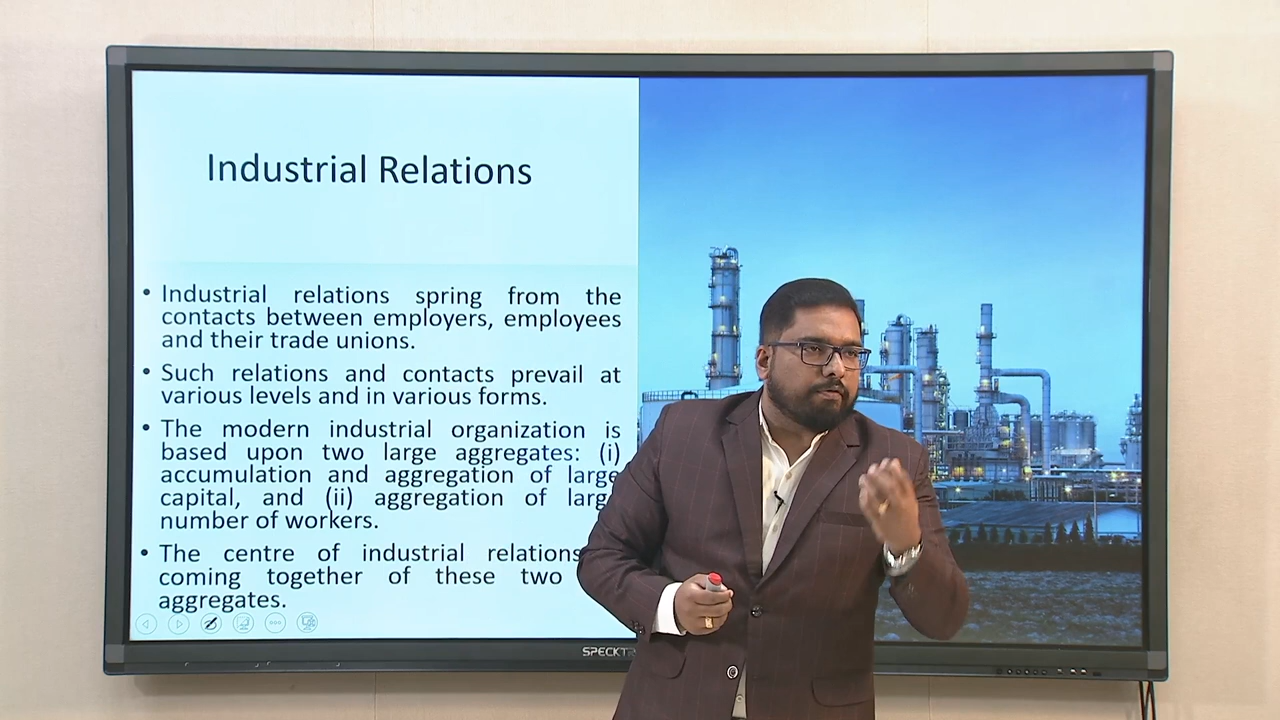 Industrial Relations
• Industrial relations spring from the
contacts between employers, employees
and their trade unions.
• Such relations and contacts prevail at
various levels and in various forms.
• The modern industrial organization is
based upon two large aggregates: (i)
accumulation and aggregation of large
capital, and (ii) aggregation of large
number of workers.
• The centre of industrial relations
coming together of these two
aggregates.